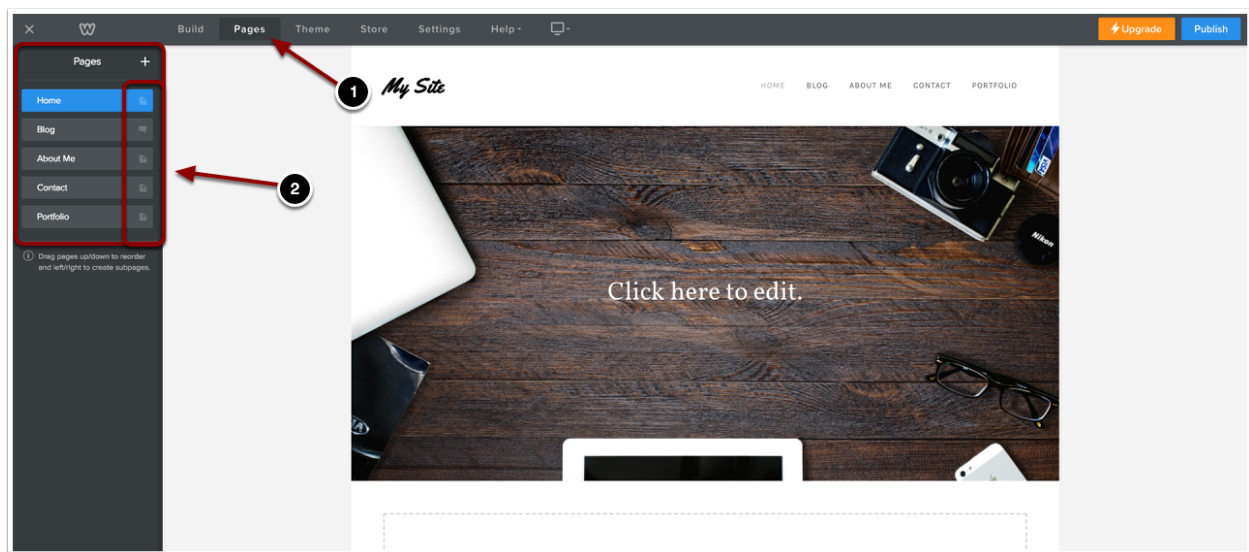 Build Pages Theme Store Settings Help
Upgrade Publish
Pages +
Home
Blog
About Me
Contact
Portfolio
Drag pages up/down to reorder
and left/right to create subpages.
1
2
My Site
HOME BLOG ABOUT ME CONTACT PORTFOLIO
VISA
Nikon
Click here to edit.
KIA